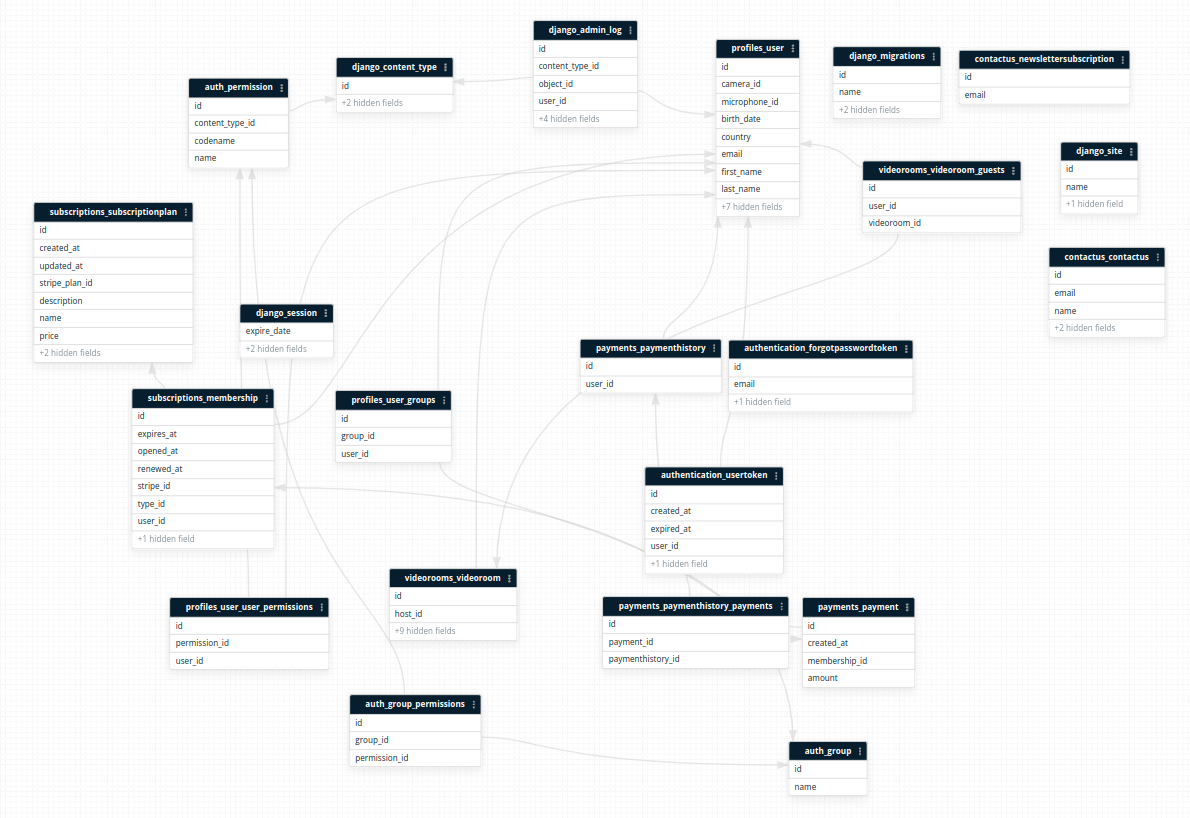 django_admin_log
id
content_type_id
object_id
user_id
+4 hidden fields
profiles_user
id
camera_id
microphone_id
birth_date
country
email
first_name
last_name
+7 hidden fields
django_migrations
id
name
+2 hidden fields
contactus_newslettersubscription
id
email
django_content_type
id
+2 hidden fields
auth_permission
id
content_type_id
codename
name
django_site
id
name
+1 hidden field
videorooms_videoroom_guests
id
user_id
videoroom_id
subscriptions_subscriptionplan
id
created_at
updated_at
stripe_plan_id
description
name
price
+2 hidden fields
contactus_contactus
id
email
name
+2 hidden fields
django_session
expire_date
+2 hidden fields
payments_paymenthistory
id
user_id
authentication_forgotpasswordtoken
id
email
+1 hidden field
subscriptions_membership
id
expires_at
opened_at
renewed_at
stripe_id
type_id
user_id
+1 hidden field
profiles_user_groups
id
group_id
user_id
authentication_usertoken
id
created_at
expired_at
user_id
+1 hidden field
videorooms_videoroom
id
host_id
+9 hidden fields
profiles_user_user_permissions
id
permission_id
user_id
payments_paymenthistory_payments
id
payment_id
paymenthistory_id
payments_payment
id
created_at
membership_id
amount
auth_group_permissions
id
group_id
permission_id
auth_group
id
name